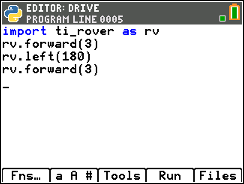 EDITOR: DRIVE
PROGRAM LINE 0005
import ti_rover as rv
rv.forward(3)
rv.left(180)
rv.forward(3)
_
Fns… a A # Tools Run Files